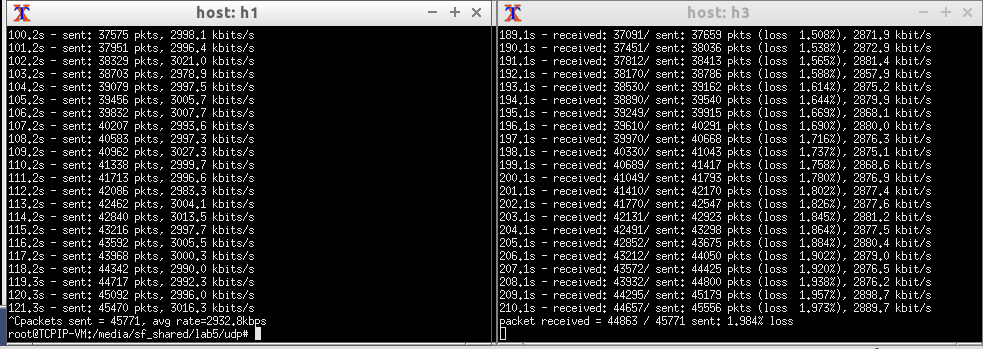 host: h1
100.2s - sent: 37575 pkts, 2998.1 kbits/s
101.2s - sent: 37951 pkts, 2996.4 kbits/s
102.2s - sent: 38329 pkts, 3021.0 kbits/s
103.2s - sent: 38703 pkts, 2978.9 kbits/s
104.2s - sent: 39079 pkts, 2997.5 kbits/s
105.2s - sent: 39456 pkts, 3005.7 kbits/s
106.2s - sent: 39832 pkts, 3007.7 kbits/s
107.2s - sent: 40207 pkts, 2993.6 kbits/s
108.2s - sent: 40583 pkts, 2997.3 kbits/s
109.2s - sent: 40962 pkts, 3027.3 kbits/s
110.2s - sent: 41338 pkts, 2999.7 kbits/s
111.2s - sent: 41713 pkts, 2996.6 kbits/s
112.2s - sent: 42086 pkts, 2983.3 kbits/s
113.2s - sent: 42462 pkts, 3004.1 kbits/s
114.2s - sent: 42840 pkts, 3013.5 kbits/s
115.2s - sent: 43216 pkts, 2997.7 kbits/s
116.2s - sent: 43592 pkts, 3005.5 kbits/s
117.2s - sent: 43968 pkts, 3000.3 kbits/s
118.2s - sent: 44342 pkts, 2990.0 kbits/s
119.3s - sent: 44717 pkts, 2992.3 kbits/s
120.3s - sent: 45092 pkts, 2996.0 kbits/s
121.3s - sent: 45470 pkts, 3016.3 kbits/s
^Cpackets sent = 45771, avg rate=2932.8kbps
root@TCPIP-VM:/media/sf_shared/lab5/udp#
host: h3
189.1s - received: 37091/ sent: 37659 pkts (loss 1.508%), 2871.9 kbit/s
190.1s - received: 37451/ sent: 38036 pkts (loss 1.538%), 2872.9 kbit/s
191.1s - received: 37812/ sent: 38413 pkts (loss 1.565%), 2881.4 kbit/s
192.1s - received: 38170/ sent: 38786 pkts (loss 1.588%), 2857.9 kbit/s
193.1s - received: 38530/ sent: 39162 pkts (loss 1.614%), 2875.2 kbit/s
194.1s - received: 38890/ sent: 39540 pkts (loss 1.644%), 2879.9 kbit/s
195.1s - received: 39249/ sent: 39915 pkts (loss 1.669%), 2868.1 kbit/s
196.1s - received: 39610/ sent: 40291 pkts (loss 1.690%), 2880.0 kbit/s
197.1s - received: 39970/ sent: 40668 pkts (loss 1.716%), 2876.3 kbit/s
198.1s - received: 40330/ sent: 41043 pkts (loss 1.737%), 2875.1 kbit/s
199.1s - received: 40689/ sent: 41417 pkts (loss 1.758%), 2868.6 kbit/s
200.1s - received: 41049/ sent: 41793 pkts (loss 1.780%), 2876.9 kbit/s
201.1s - received: 41410/ sent: 42170 pkts (loss 1.802%), 2877.4 kbit/s
202.1s - received: 41770/ sent: 42547 pkts (loss 1.826%), 2877.6 kbit/s
203.1s - received: 42131/ sent: 42923 pkts (loss 1.845%), 2881.2 kbit/s
204.1s - received: 42491/ sent: 43298 pkts (loss 1.864%), 2877.5 kbit/s
205.1s - received: 42852/ sent: 43675 pkts (loss 1.884%), 2880.4 kbit/s
206.1s - received: 43212/ sent: 44050 pkts (loss 1.902%), 2879.0 kbit/s
207.1s - received: 43572/ sent: 44425 pkts (loss 1.920%), 2876.5 kbit/s
208.1s - received: 43932/ sent: 44800 pkts (loss 1.938%), 2876.2 kbit/s
209.1s - received: 44295/ sent: 45179 pkts (loss 1.957%), 2898.7 kbit/s
210.1s - received: 44657/ sent: 45556 pkts (loss 1.973%), 2897.7 kbit/s
packet received = 44863 / 45771 sent: 1.984% loss